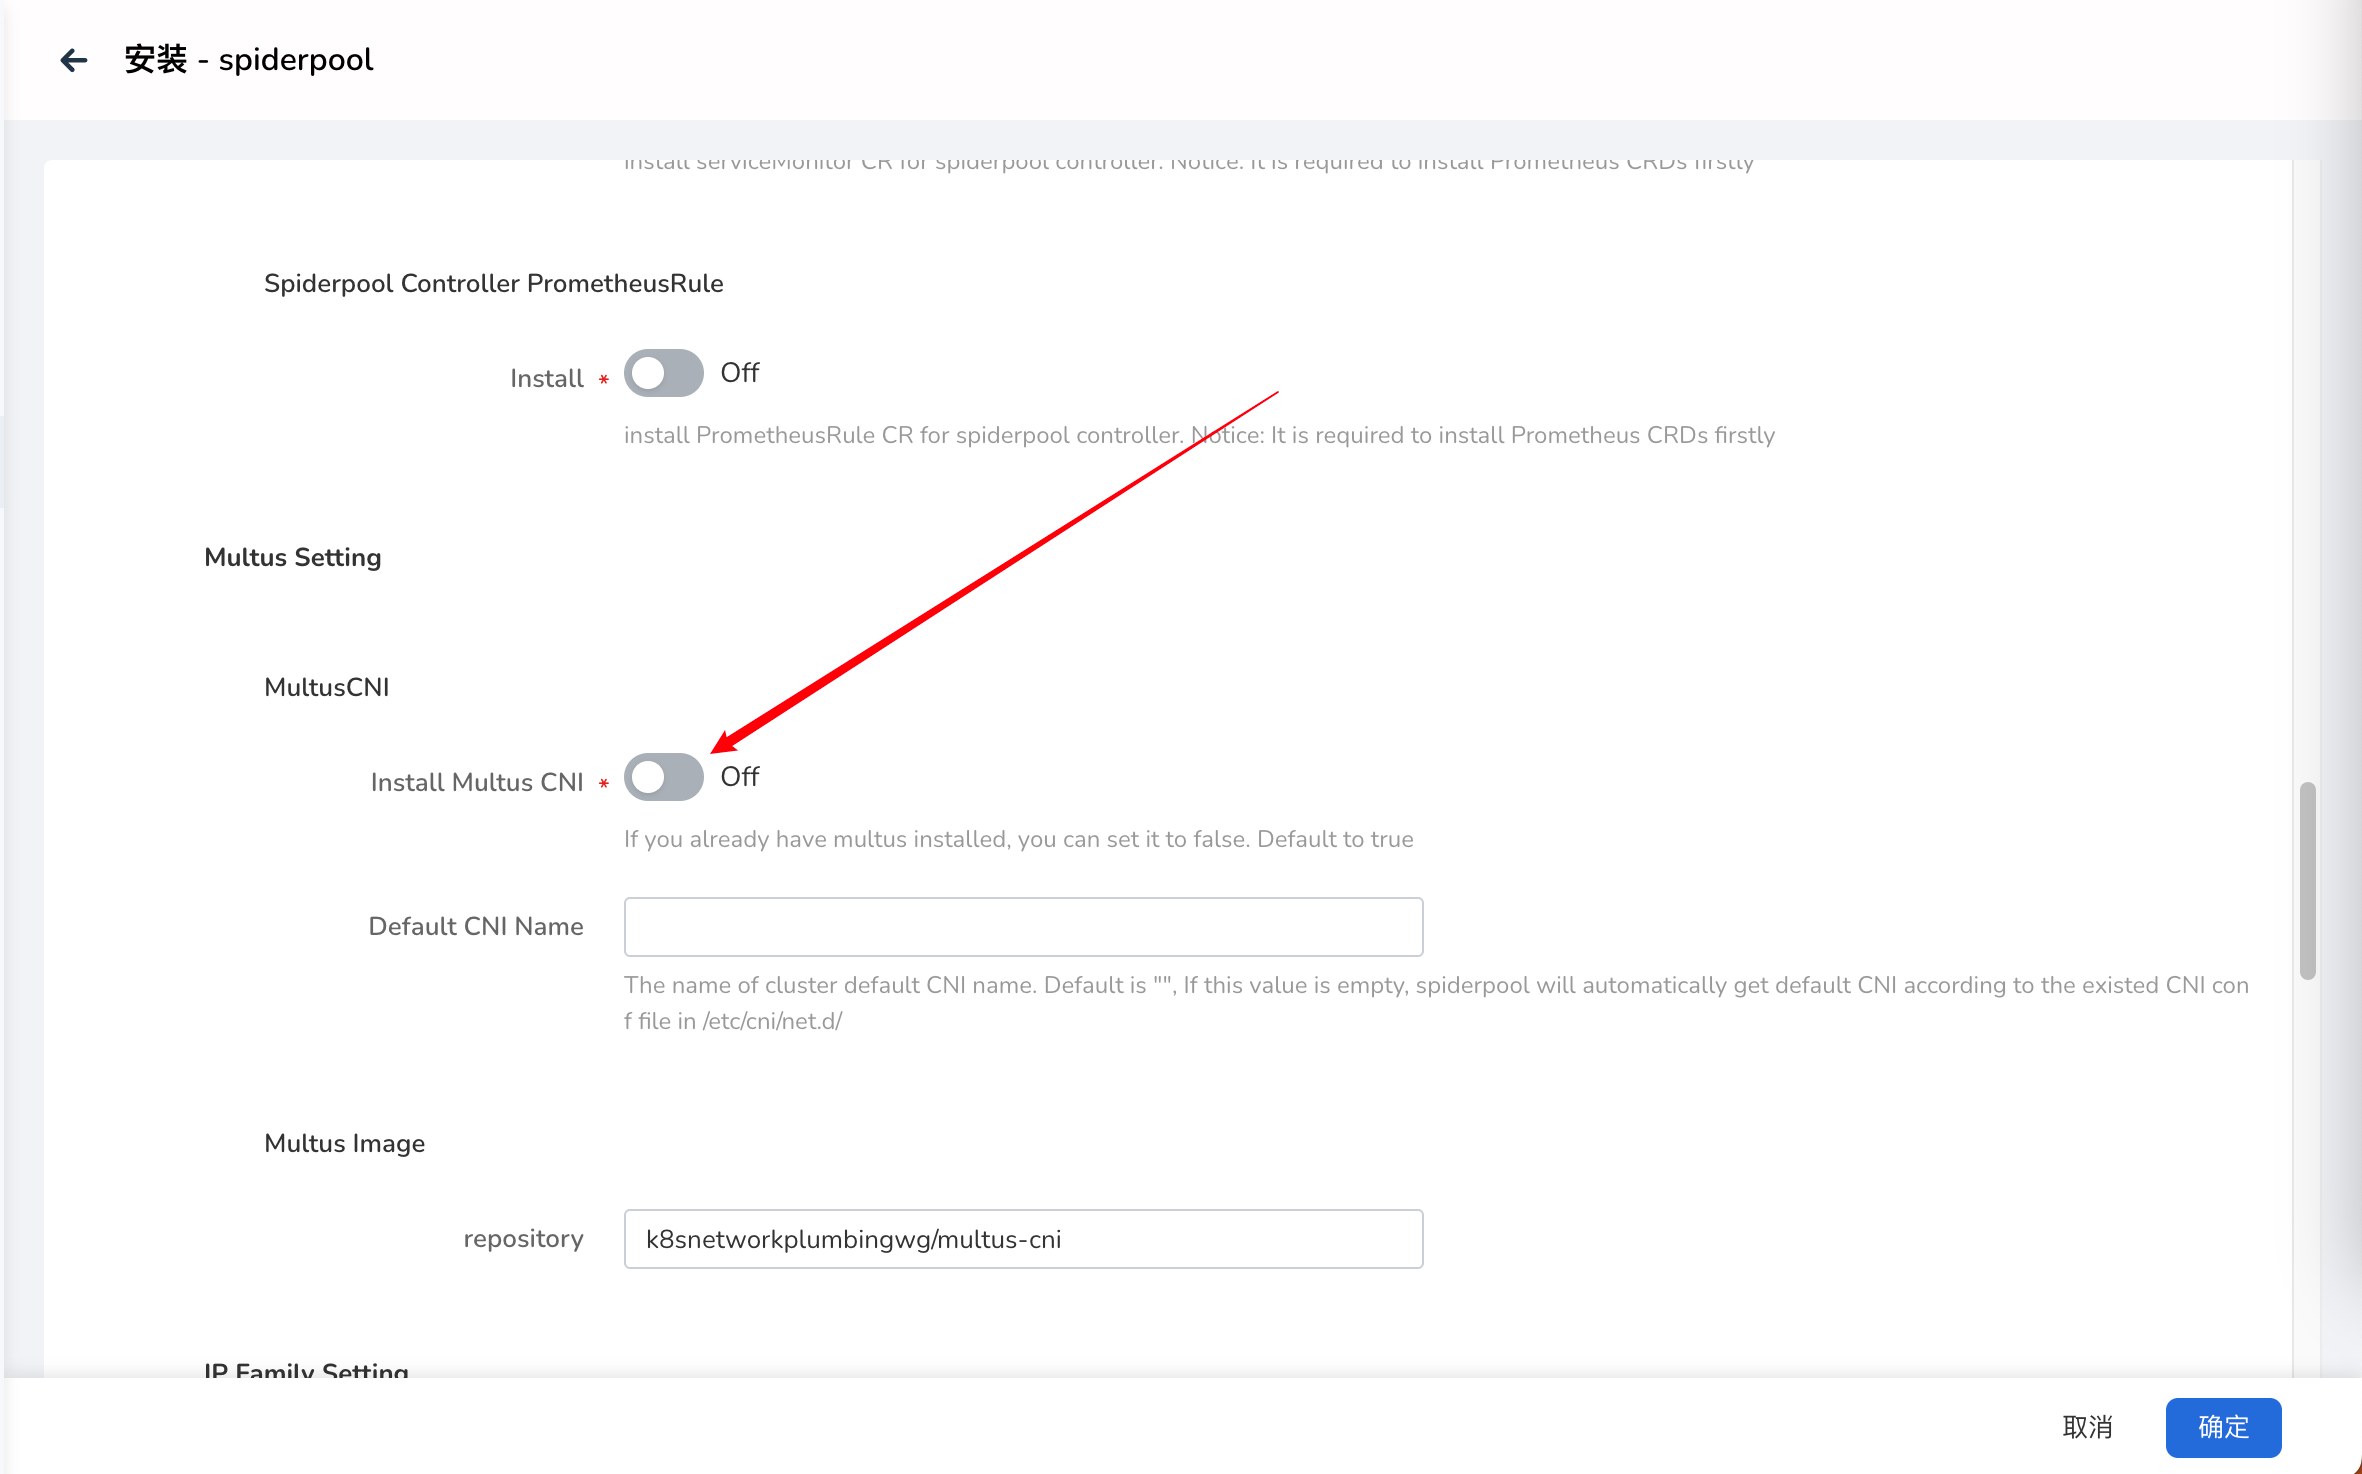 安装 - spiderpool
install serviceMonitor CR for spiderpool controller. Notice: It is required to install Prometheus CRDs firstly
Spiderpool Controller PrometheusRule
Install *
Off
install PrometheusRule CR for spiderpool controller. Notice: It is required to install Prometheus CRDs firstly
Multus Setting
MultusCNI
Install Multus CNI *
Off
If you already have multus installed, you can set it to false. Default to true
Default CNI Name
The name of cluster default CNI name. Default is "", If this value is empty, spiderpool will automatically get default CNI according to the existed CNI con
f file in /etc/cni/net.d/
Multus Image
repository
k8snetworkplumbingwg/multus-cni
IP Family Setting
取消
确定